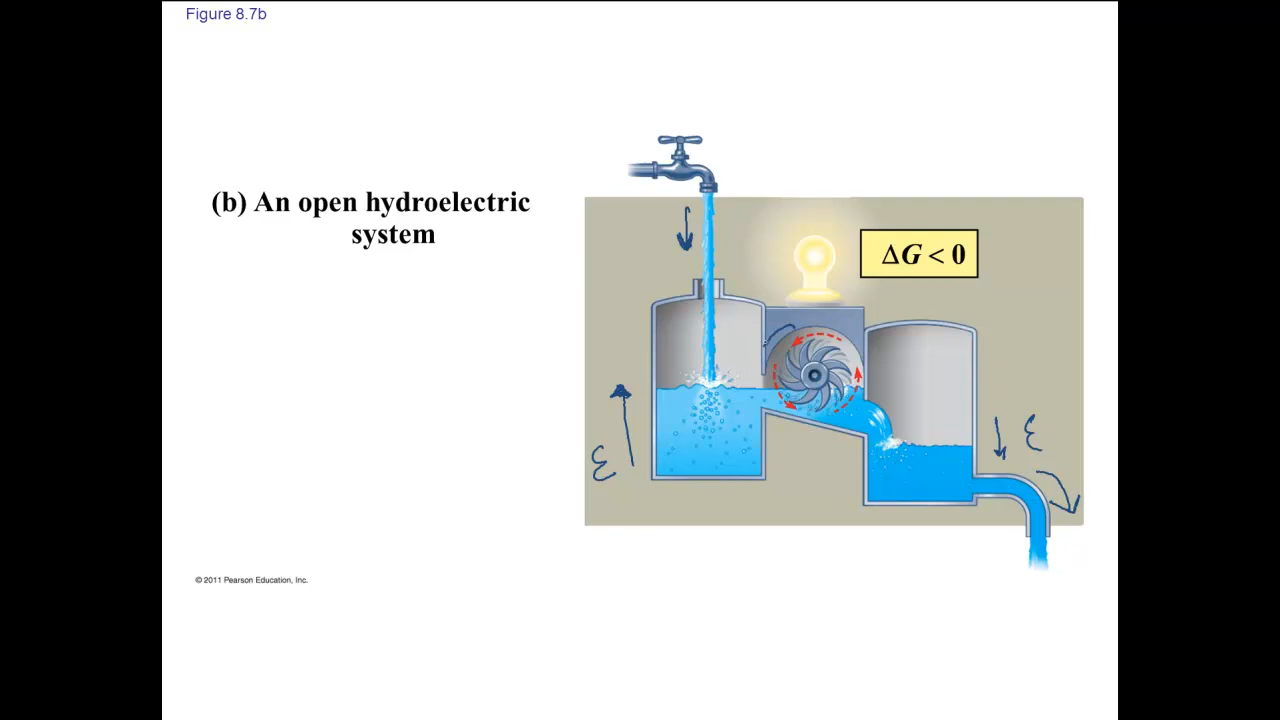 Figure 8.7b
(b) An open hydroelectric
system
ΔG < 0
ε
ε
© 2011 Pearson Education, Inc.